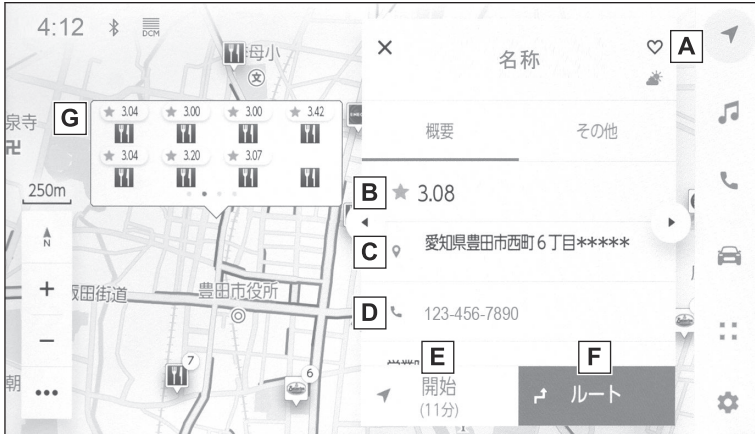 4:12 DCM
A
母小
文
名称
G
★ 3.04 ★ 3.00 ★ 3.00 ★ 3.42
★ 3.04 ★ 3.20 ★ 3.07
泉寺
卍
概要 その他
250m
B ★ 3.08
C 愛知県豊田市西町6丁目*****
N
D 123-456-7890
飯田街道
豊田市役所
朝
7
6
E
F
開始
(11分)
ルート